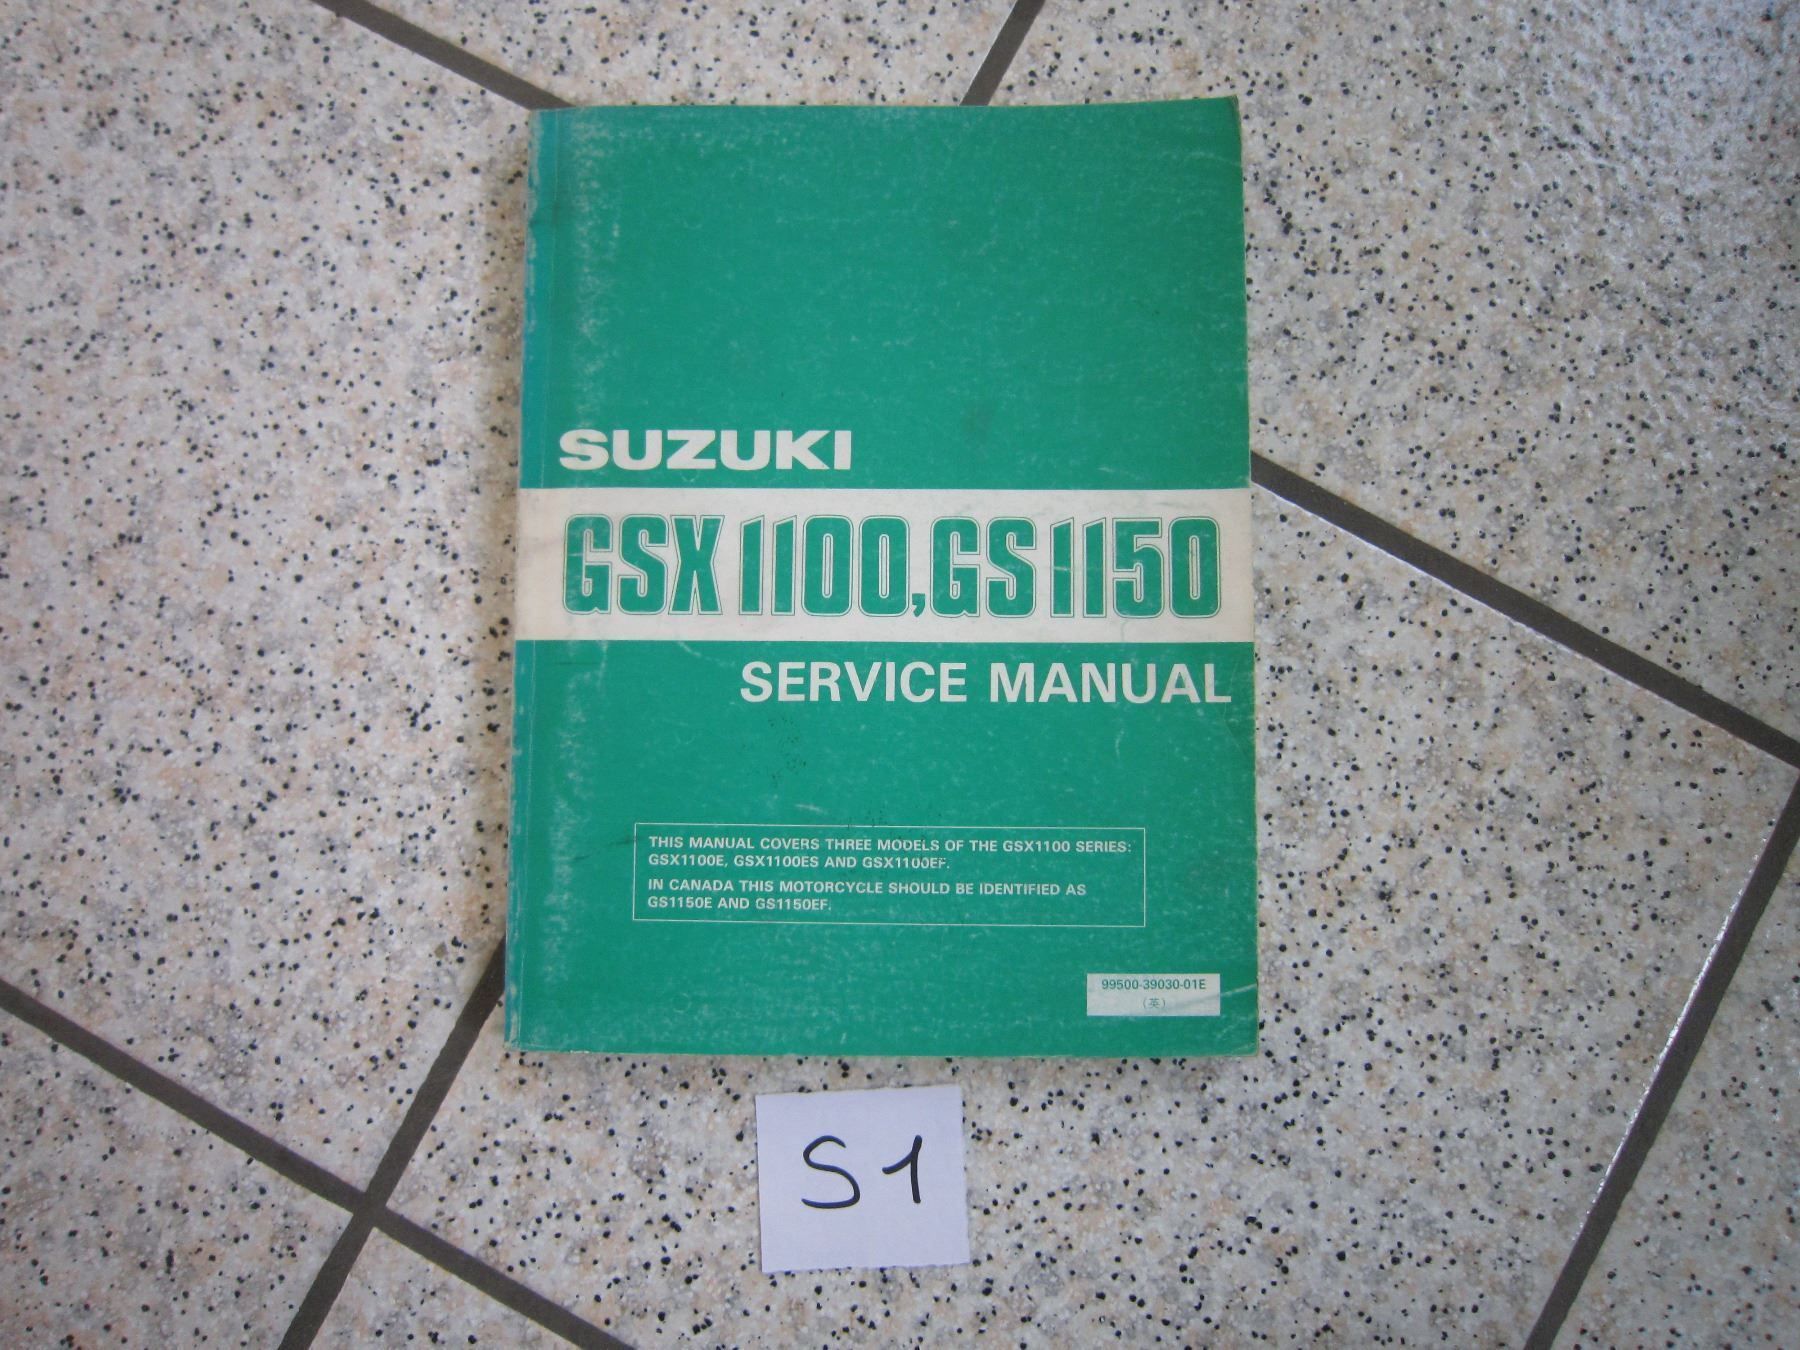 SUZUKI
GSX 1100, GS 1150
SERVICE MANUAL
THIS MANUAL COVERS THREE MODELS OF THE GSX1100 SERIES:
GSX1100E, GSX1100ES AND GSX1100EF.
IN CANADA THIS MOTORCYCLE SHOULD BE IDENTIFIED AS
GS1150E AND GS1150EF.
99500-39030-01E
(英)
S1